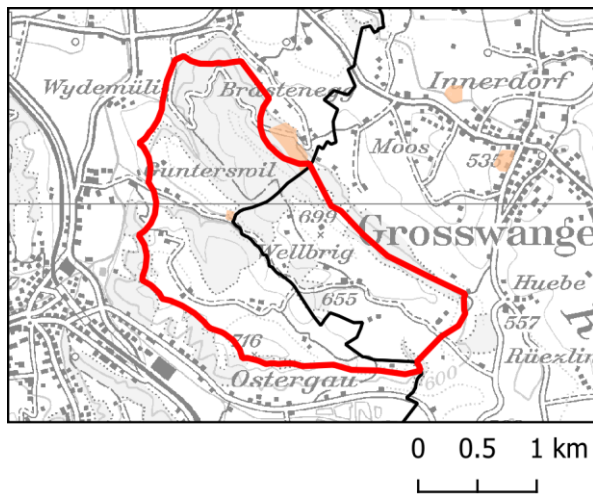 Wydemüli
Brästenegg
Innerdorf
Moos
535
Gunterswil
699
Grosswange
Wellbrig
Huebe
655
557
716
Rüezlin
Ostergau
600
0 0.5 1 km